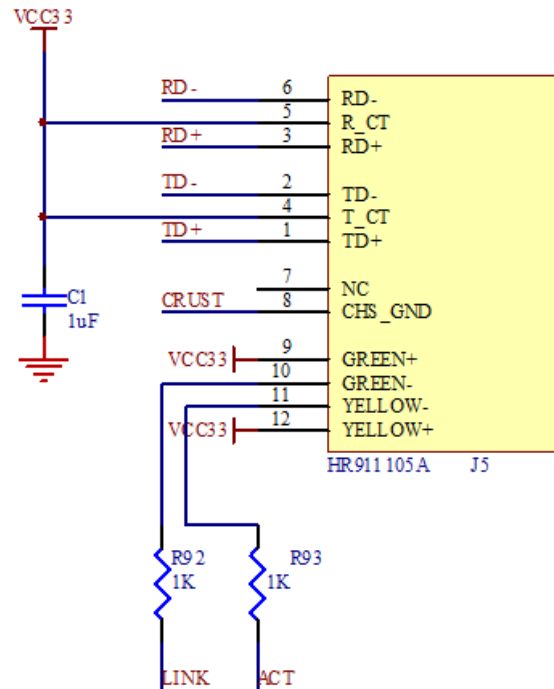 VCC33
RD- 6 RD-
5 R_CT
RD+ 3 RD+
TD- 2 TD-
4 T_CT
TD+ 1 TD+
7 NC
CRUST 8 CHS_GND
C1
1uF
VCC33 9 GREEN+
10 GREEN-
11 YELLOW-
VCC33 12 YELLOW+
HR911105A J5
R92 R93
1K 1K
LINK ACT